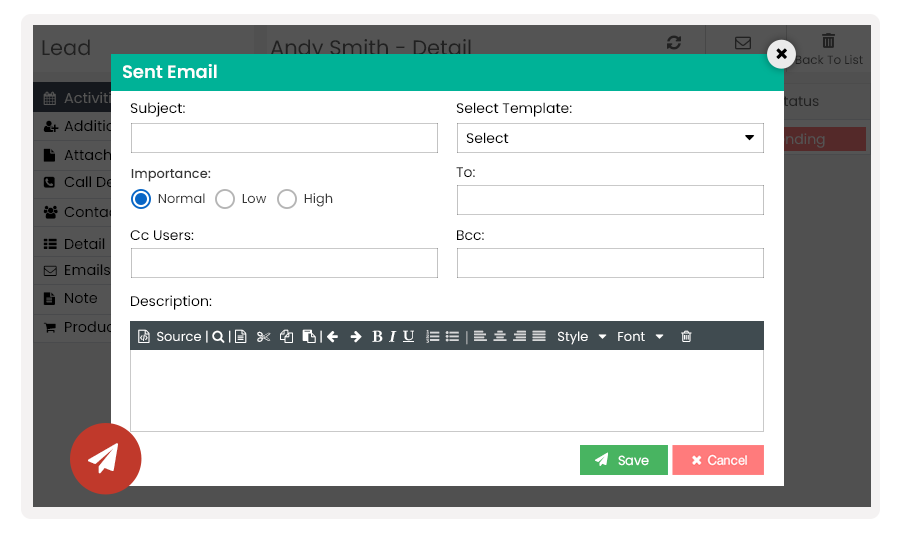 Lead
Andy Smith - Detail
Back To List
Sent Email
Activiti
Subject:
Select Template:
tatus
Select
Additio
nding
Attach
Importance:
To:
Call De
Normal Low High
Contac
Cc Users:
Bcc:
Detail
Emails
Note
Description:
Produc
Source
B I U
Style
Font
Save
Cancel